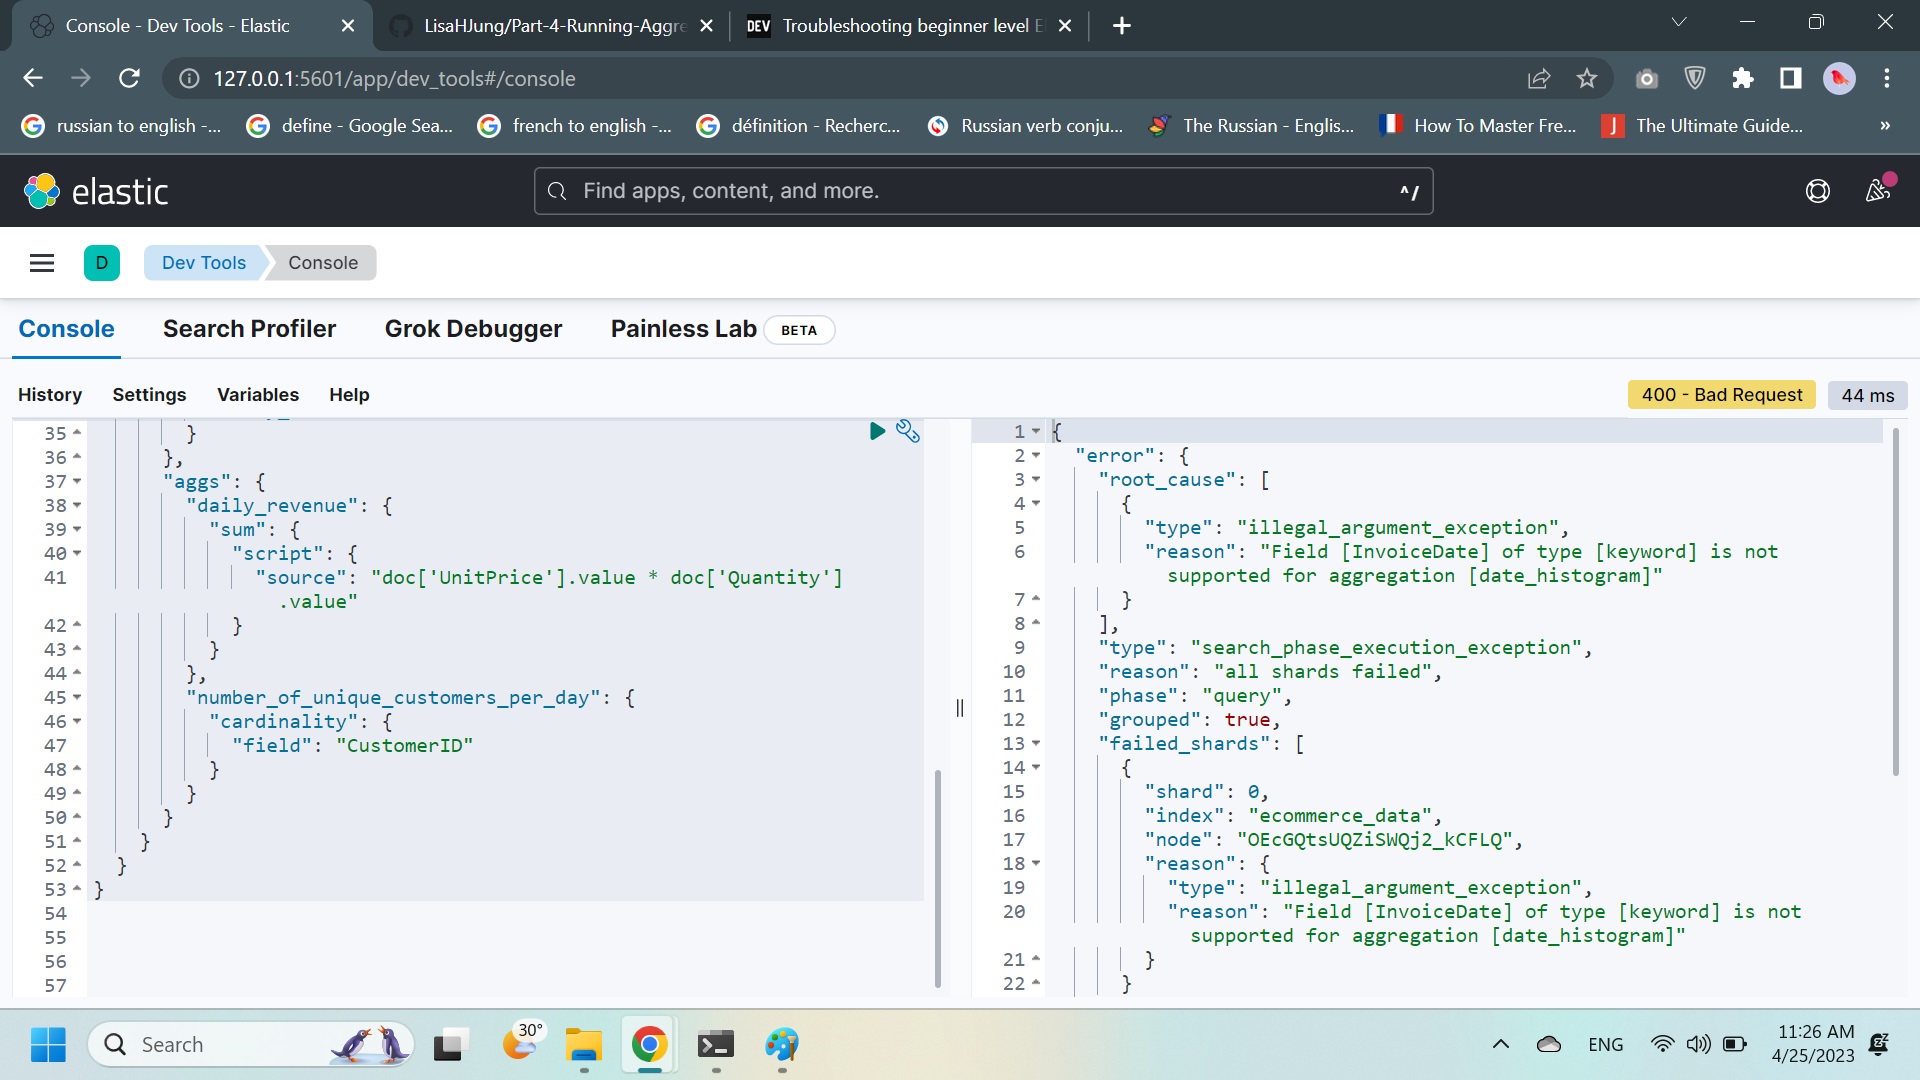 Console - Dev Tools - Elastic
LisaHJung/Part-4-Running-Aggre
DEV Troubleshooting beginner level E
127.0.0.1:5601/app/dev_tools#/console
russian to english -...
define - Google Sea...
french to english -...
définition - Recherc...
Russian verb conju...
The Russian - Englis...
How To Master Fre...
J The Ultimate Guide...
»
elastic
Find apps, content, and more.
^/
D
Dev Tools
Console
Console
Search Profiler
Grok Debugger
Painless Lab
BETA
History
Settings
Variables
Help
400 - Bad Request
44 ms
35 }
36 },
37 "aggs": {
38 "daily_revenue": {
39 "sum": {
40 "script": {
41 "source": "doc['UnitPrice'].value * doc['Quantity']
.value"
42 }
43 }
44 },
45 "number_of_unique_customers_per_day": {
46 "cardinality": {
47 "field": "CustomerID"
48 }
49 }
50 }
51 }
52 }
53 }
54
55
56
57
1 {
2 "error": {
3 "root_cause": [
4 {
5 "type": "illegal_argument_exception",
6 "reason": "Field [InvoiceDate] of type [keyword] is not
supported for aggregation [date_histogram]"
7 }
8 ],
9 "type": "search_phase_execution_exception",
10 "reason": "all shards failed",
11 "phase": "query",
12 "grouped": true,
13 "failed_shards": [
14 {
15 "shard": 0,
16 "index": "ecommerce_data",
17 "node": "OEcGQtsUQZiSWQj2_kCFLQ",
18 "reason": {
19 "type": "illegal_argument_exception",
20 "reason": "Field [InvoiceDate] of type [keyword] is not
supported for aggregation [date_histogram]"
21 }
22 }
Search
30°
ENG
11:26 AM
4/25/2023